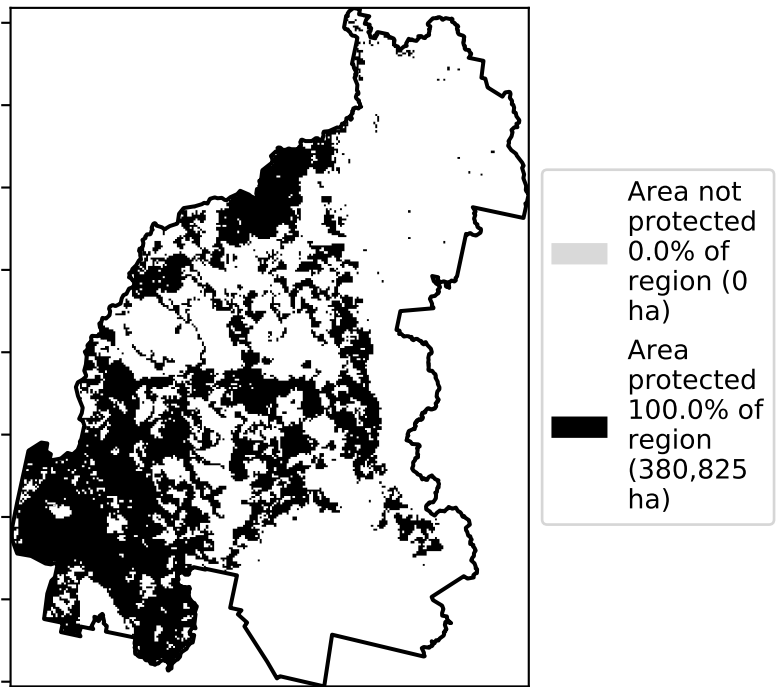 Area not
protected
0.0% of
region (0
ha)
Area
protected
100.0% of
region
(380,825
ha)